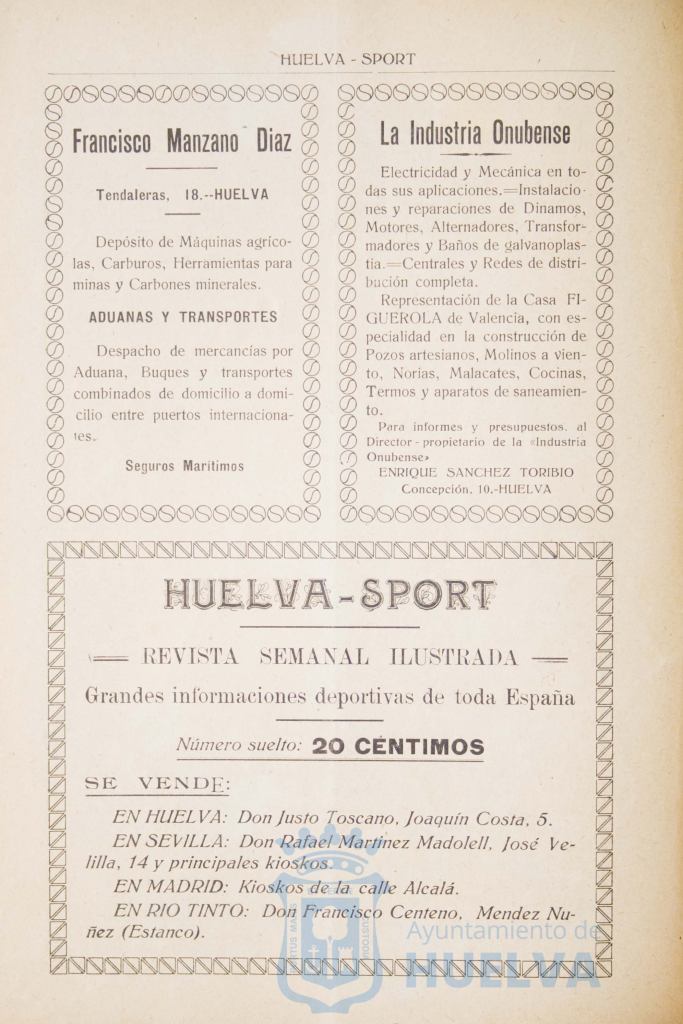 HUELVA - SPORT
Francisco Manzano Diaz
Tendaleras, 18.--HUELVA
Depósito de Máquinas agríco-
las, Carburos, Herramientas para
minas y Carbones minerales.
ADUANAS Y TRANSPORTES
Despacho de mercancías por
Aduana, Buques y transportes
combinados de domicilio a domi-
cilio entre puertos internaciona-
les.
Seguros Marítimos
La Industria Onubense
Electricidad y Mecánica en to-
das sus aplicaciones.=Instalacio-
nes y reparaciones de Dinamos,
Motores, Alternadores, Transfor-
madores y Baños de galvanoplas-
tia.=Centrales y Redes de distri-
bución completa.
Representación de la Casa FI-
GUEROLA de Valencia, con es-
pecialidad en la construcción de
Pozos artesianos, Molinos a vien-
to, Norias, Malacates, Cocinas,
Termos y aparatos de saneamien-
to.
Para informes y presupuestos. al
Director - propietario de la «Industria
Onubense»
ENRIQUE SANCHEZ TORIBIO
Concepción, 10.-HUELVA
HUELVA-SPORT
REVISTA SEMANAL ILUSTRADA
Grandes informaciones deportivas de toda España
Número suelto: 20 CENTIMOS
SE VENDE:
EN HUELVA: Don Justo Toscano, Joaquín Costa, 5.
EN SEVILLA: Don Rafael Martinez Madolell, José Ve-
lilla, 14 y principales kioskos.
EN MADRID: Kioskos de la calle Alcalá.
EN RIO TINTO: Don Francisco Centeno, Mendez Nu-
ñez (Estanco).
Ayuntamiento de
HUELVA